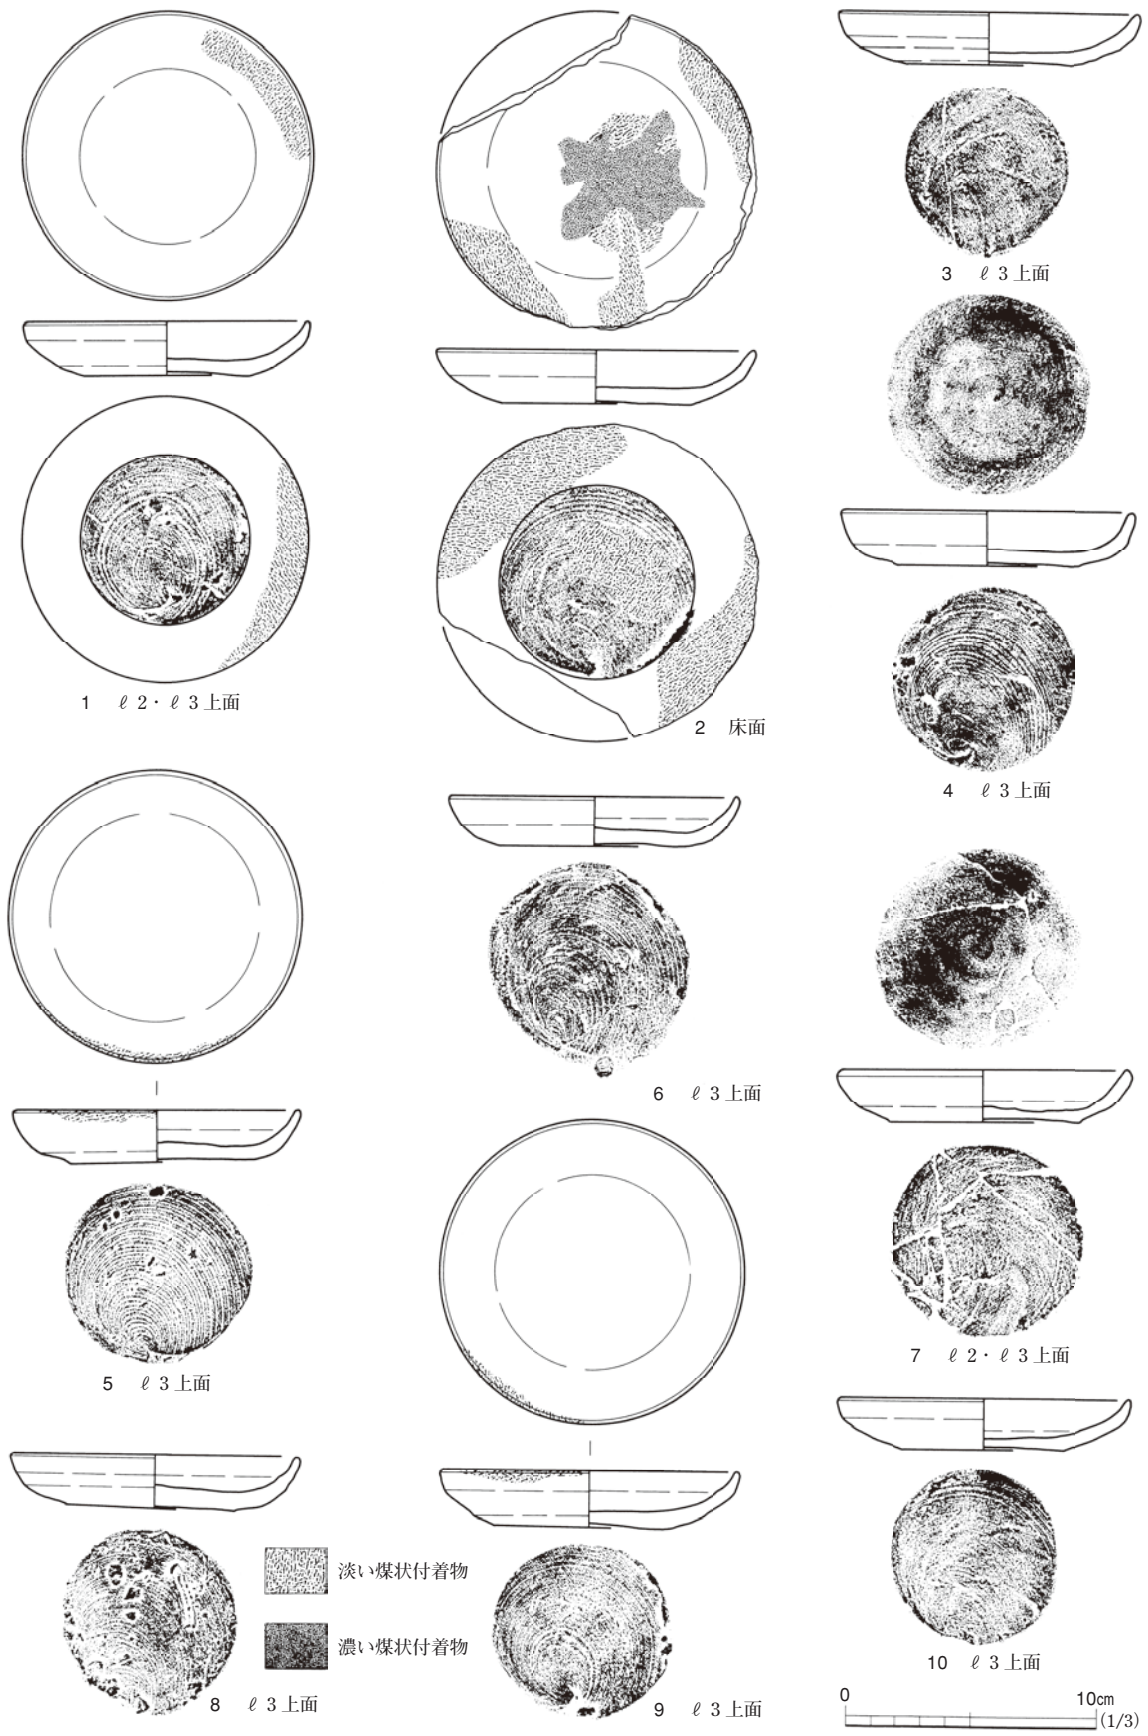 1 ℓ 2・ℓ 3上面
2 床面
3 ℓ 3上面
4 ℓ 3上面
5 ℓ 3上面
6 ℓ 3上面
7 ℓ 2・ℓ 3上面
8 ℓ 3上面
淡い煤状付着物
濃い煤状付着物
9 ℓ 3上面
10 ℓ 3上面
0 10㎝
(1/3)